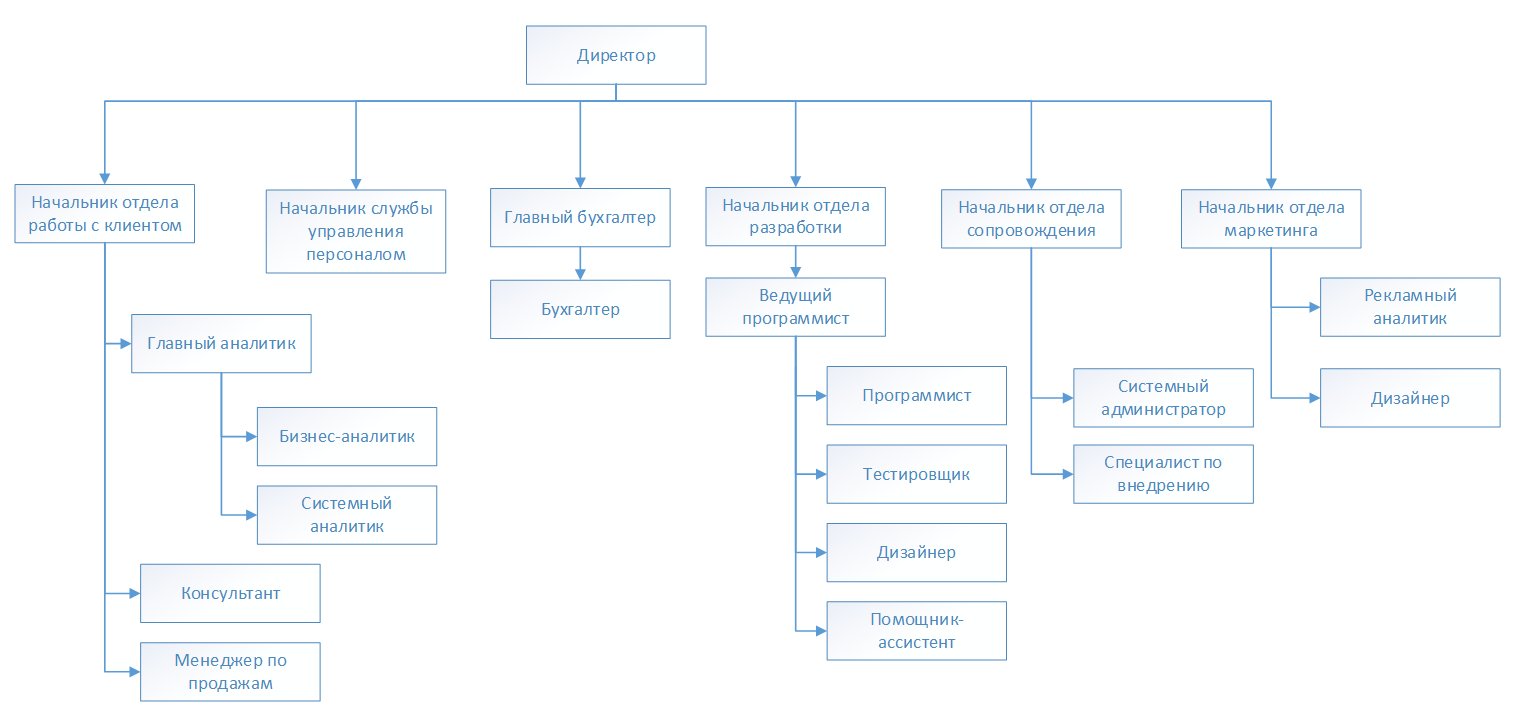 Директор
Начальник отдела
работы с клиентом
Начальник службы
управления
персоналом
Главный бухгалтер
Начальник отдела
разработки
Начальник отдела
сопровождения
Начальник отдела
маркетинга
Главный аналитик
Бизнес-аналитик
Системный
аналитик
Консультант
Менеджер по
продажам
Бухгалтер
Ведущий
программист
Программист
Тестировщик
Дизайнер
Помощник-
ассистент
Системный
администратор
Специалист по
внедрению
Рекламный
аналитик
Дизайнер